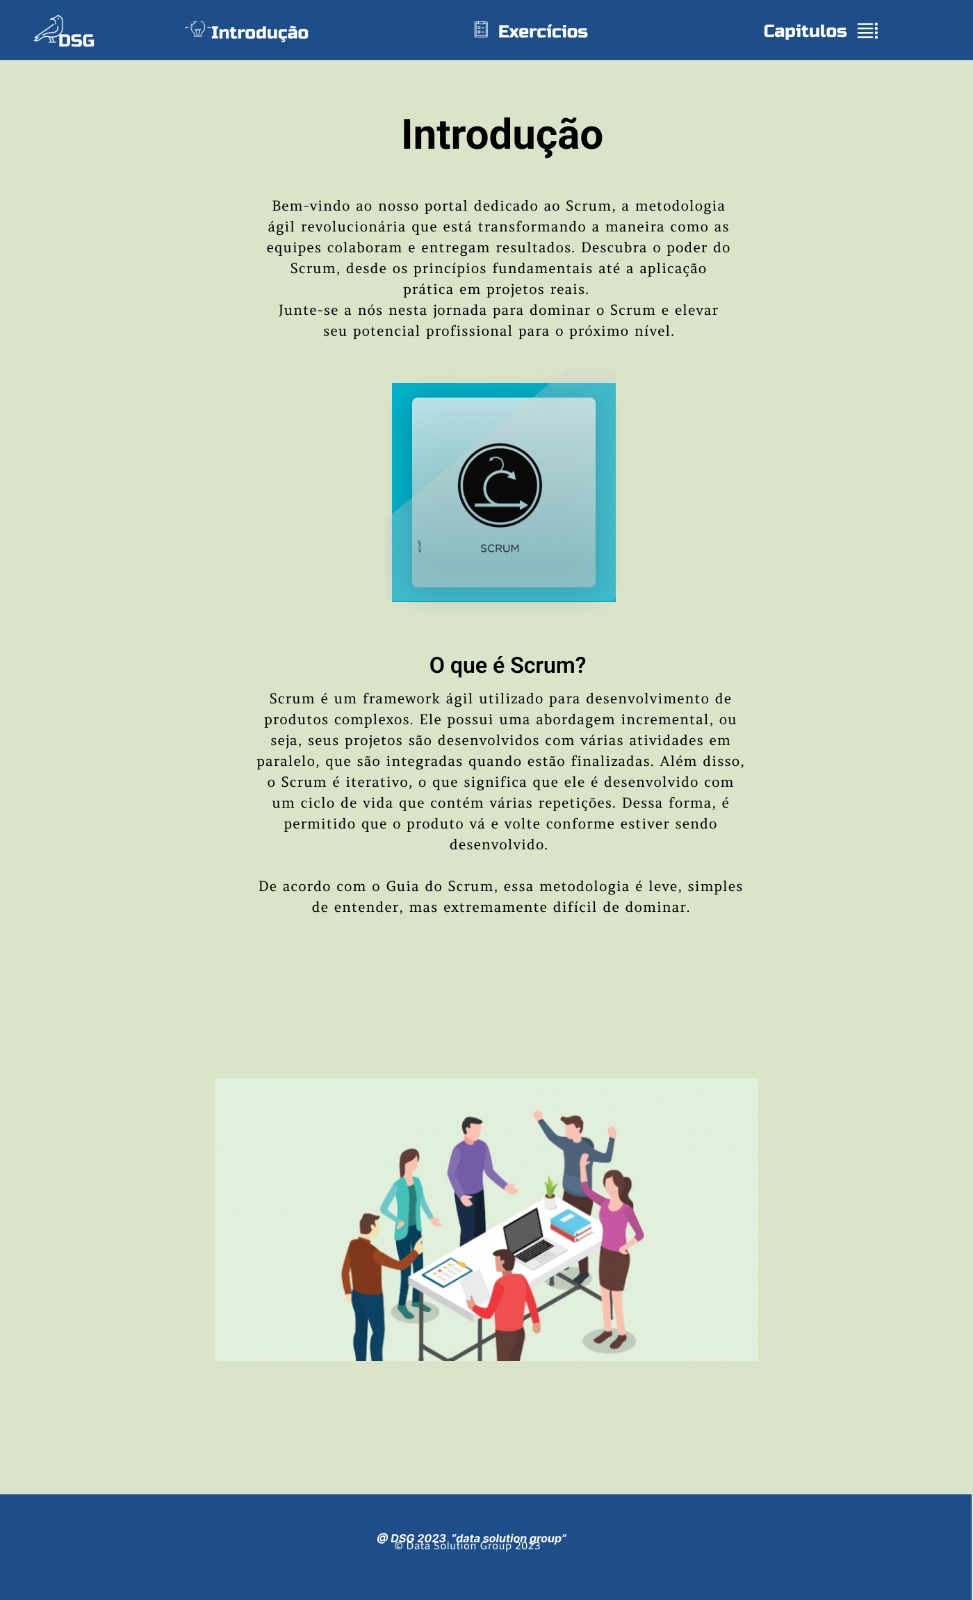 DSG
Introdução
Exercícios
Capitulos
Introdução
Bem-vindo ao nosso portal dedicado ao Scrum, a metodologia
ágil revolucionária que está transformando a maneira como as
equipes colaboram e entregam resultados. Descubra o poder do
Scrum, desde os princípios fundamentais até a aplicação
prática em projetos reais.
Junte-se a nós nesta jornada para dominar o Scrum e elevar
seu potencial profissional para o próximo nível.
SCRUM
O que é Scrum?
Scrum é um framework ágil utilizado para desenvolvimento de
produtos complexos. Ele possui uma abordagem incremental, ou
seja, seus projetos são desenvolvidos com várias atividades em
paralelo, que são integradas quando estão finalizadas. Além disso,
o Scrum é iterativo, o que significa que ele é desenvolvido com
um ciclo de vida que contém várias repetições. Dessa forma, é
permitido que o produto vá e volte conforme estiver sendo
desenvolvido.
De acordo com o Guia do Scrum, essa metodologia é leve, simples
de entender, mas extremamente difícil de dominar.
@ DSG 2023 "data solution group"
© Data Solution Group 2023